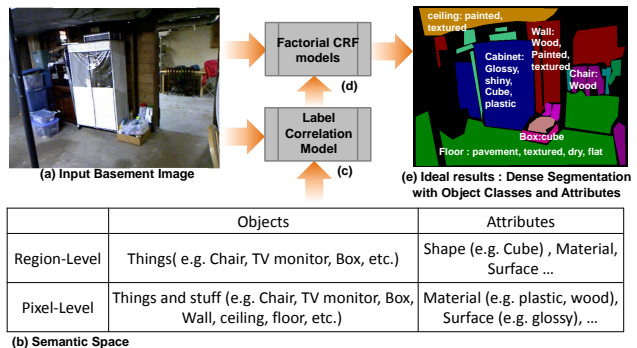 ceiling: painted,
textured
Factorial CRF
models
(d)
Wall:
Wood,
Painted,
textured
Cabinet:
Glossy,
shiny,
Cube,
plastic
Chair:
Wood
Label
Correlation
Model
(c)
Box:cube
Floor : pavement, textured, dry, flat
(a) Input Basement Image
(e) Ideal results : Dense Segmentation
with Object Classes and Attributes
Objects
Attributes
Region-Level
Things( e.g. Chair, TV monitor, Box, etc.)
Shape (e.g. Cube) , Material,
Surface ...
Pixel-Level
Things and stuff (e.g. Chair, TV monitor, Box,
Wall, ceiling, floor, etc.)
Material (e.g. plastic, wood),
Surface (e.g. glossy), ...
(b) Semantic Space